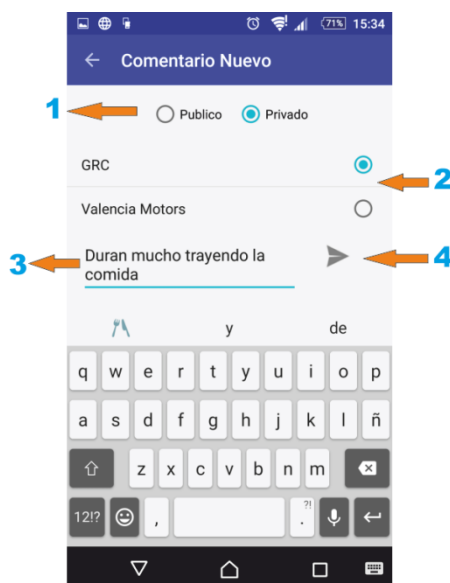 71% 15:34
Comentario Nuevo
1 Publico Privado
GRC
2
Valencia Motors
3 Duran mucho trayendo la
comida
4
y de
q w e r t y u i o p
a s d f g h j k l ñ
z x c v b n m
12!? , ?! .